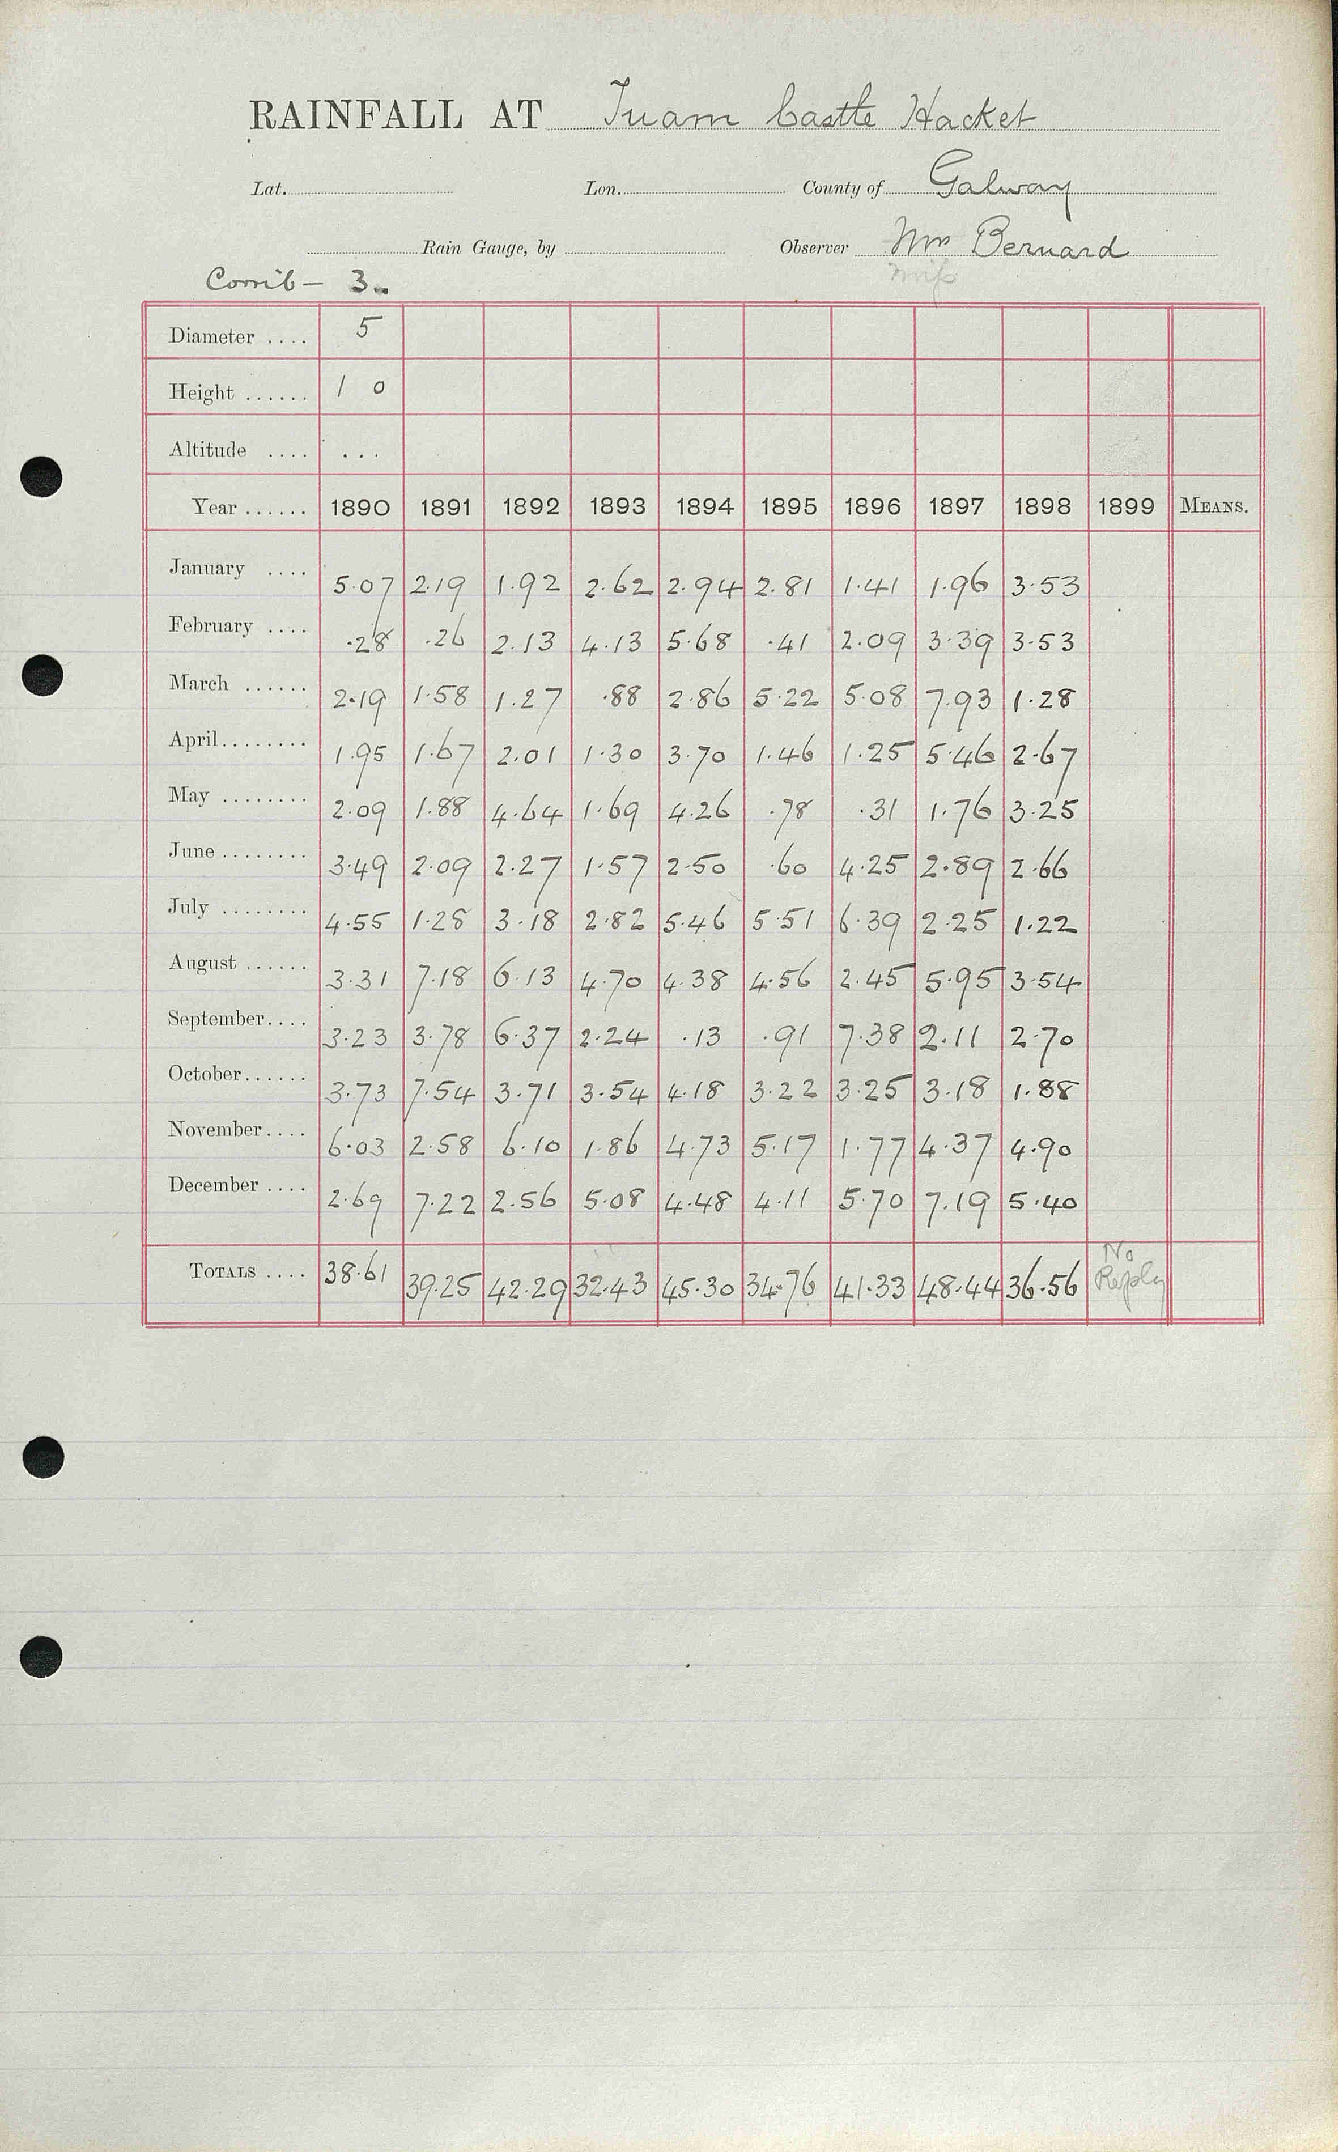 RAINFALL AT Tuam Castle Hacket
Lat. Lon. County of Galway
Rain Gauge, by Observer Mrs Bernard
Miss
Corrib - 3.
Diameter .... 5
Height ...... 1 0
Altitude .... ...
Year ...... 1890 1891 1892 1893 1894 1895 1896 1897 1898 1899 MEANS.
January .... 5.07 2.19 1.92 2.62 2.94 2.81 1.41 1.96 3.53
February .... .28 .26 2.13 4.13 5.68 .41 2.09 3.39 3.53
March ...... 2.19 1.58 1.27 .88 2.86 5.22 5.08 7.93 1.28
April........ 1.95 1.67 2.01 1.30 3.70 1.46 1.25 5.46 2.67
May ........ 2.09 1.88 4.64 1.69 4.26 .78 .31 1.76 3.25
June ........ 3.49 2.09 2.27 1.57 2.50 .60 4.25 2.89 2.66
July ........ 4.55 1.28 3.18 2.82 5.46 5.51 6.39 2.25 1.22
August ...... 3.31 7.18 6.13 4.70 4.38 4.56 2.45 5.95 3.54
September.... 3.23 3.78 6.37 2.24 .13 .91 7.38 2.11 2.70
October...... 3.73 7.54 3.71 3.54 4.18 3.22 3.25 3.18 1.88
November.... 6.03 2.58 6.10 1.86 4.73 5.17 1.77 4.37 4.90
December .... 2.69 7.22 2.56 5.08 4.48 4.11 5.70 7.19 5.40
TOTALS .... 38.61 39.25 42.29 32.43 45.30 34.76 41.33 48.44 36.56 No Reply